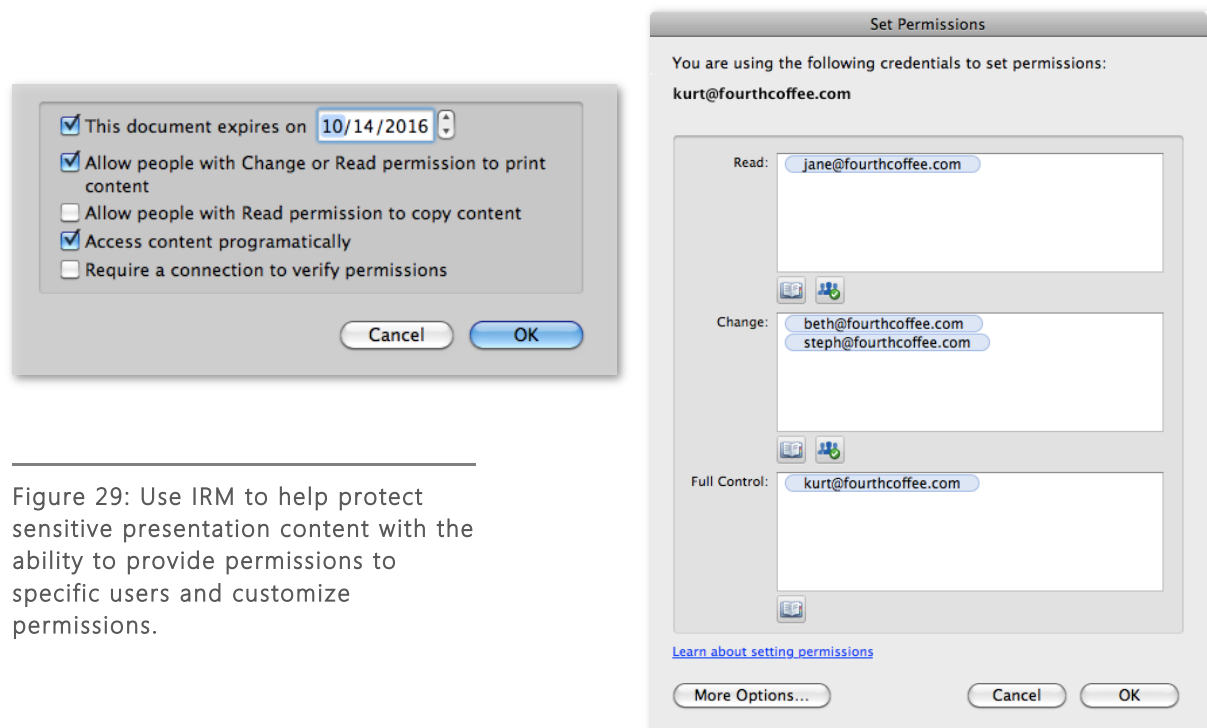 This document expires on 10/14/2016
Allow people with Change or Read permission to print
content
Allow people with Read permission to copy content
Access content programatically
Require a connection to verify permissions
Cancel
OK
Figure 29: Use IRM to help protect
sensitive presentation content with the
ability to provide permissions to
specific users and customize
permissions.
Set Permissions
You are using the following credentials to set permissions:
kurt@fourthcoffee.com
Read:
jane@fourthcoffee.com
Change:
beth@fourthcoffee.com
steph@fourthcoffee.com
Full Control:
kurt@fourthcoffee.com
Learn about setting permissions
More Options...
Cancel
OK